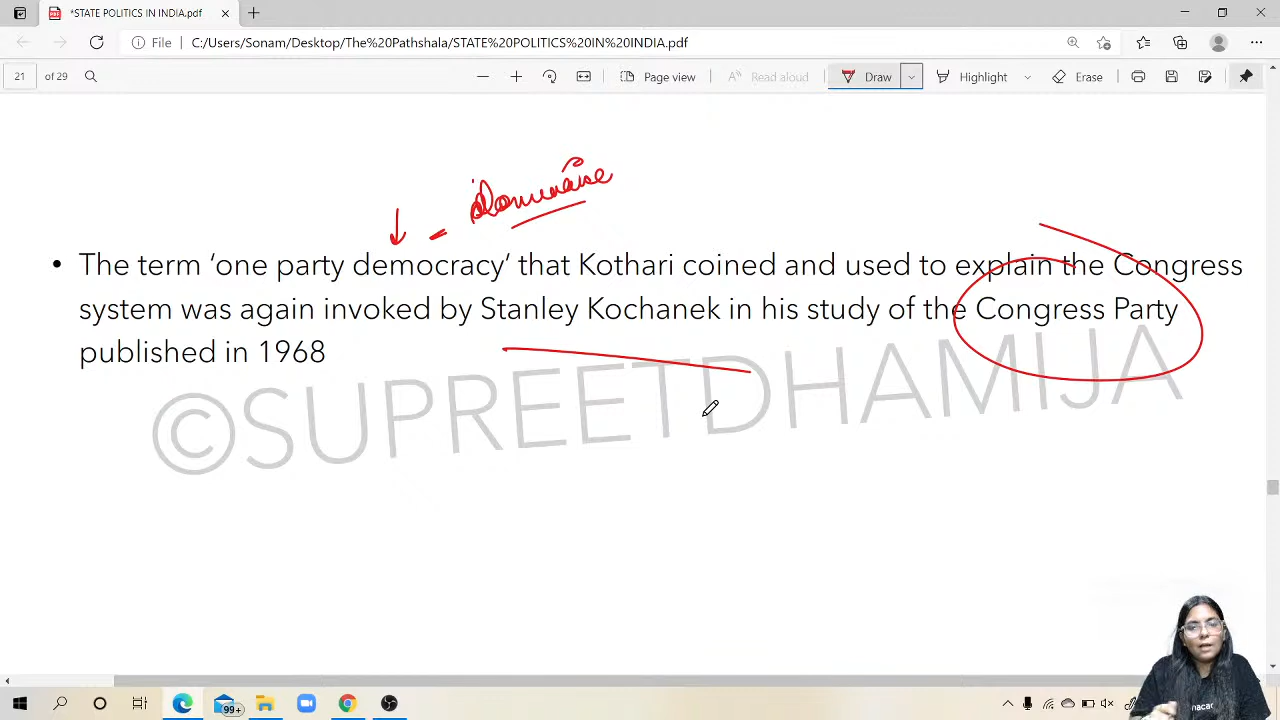 *STATE POLITICS IN INDIA.pdf
File C:/Users/Sonam/Desktop/The%20Pathshala/STATE%20POLITICS%20IN%20INDIA.pdf
21 of 29 Page view Read aloud Draw Highlight Erase
• The term ‘one party democracy’ that Kothari coined and used to explain the Congress
system was again invoked by Stanley Kochanek in his study of the Congress Party
published in 1968
©SUPREETDHAMIJA
99+